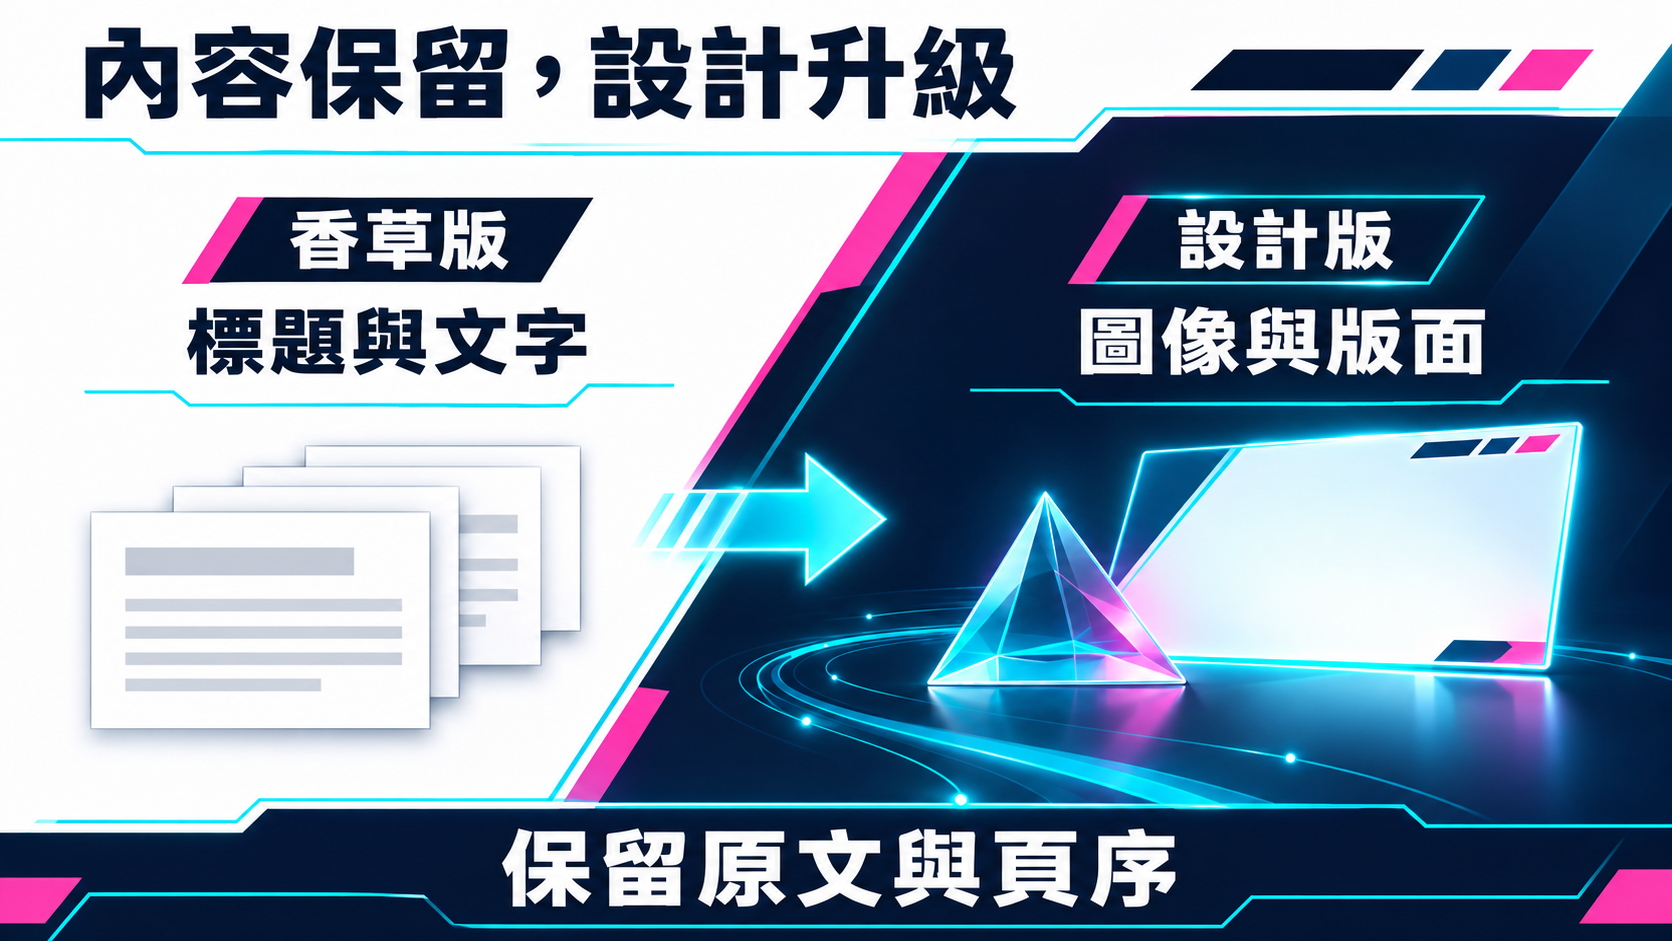 內容保留，設計升級
香草版
標題與文字
設計版
圖像與版面
保留原文與頁序